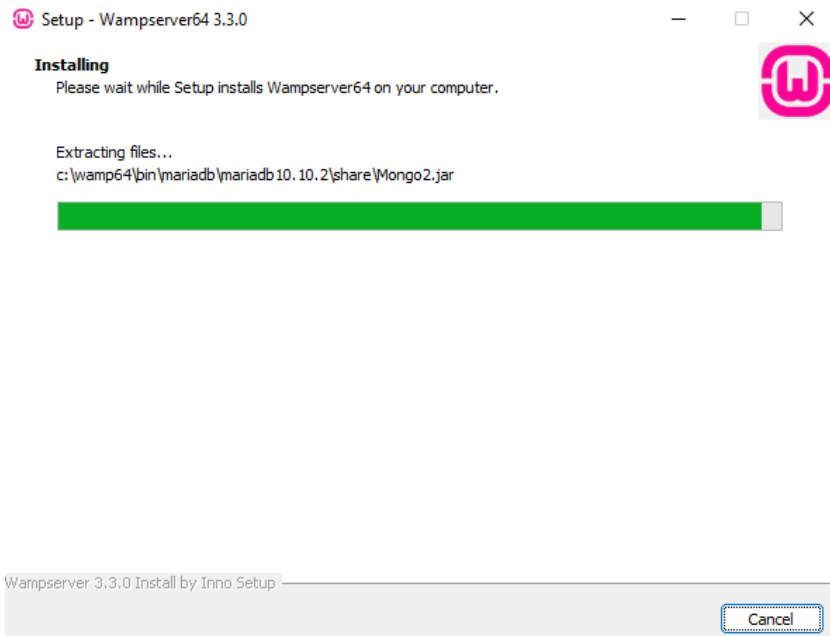 Setup - Wampserver64 3.3.0
Installing
Please wait while Setup installs Wampserver64 on your computer.
Extracting files...
c:\wamp64\bin\mariadb\mariadb10.10.2\share\Mongo2.jar
Wampserver 3.3.0 Install by Inno Setup
Cancel